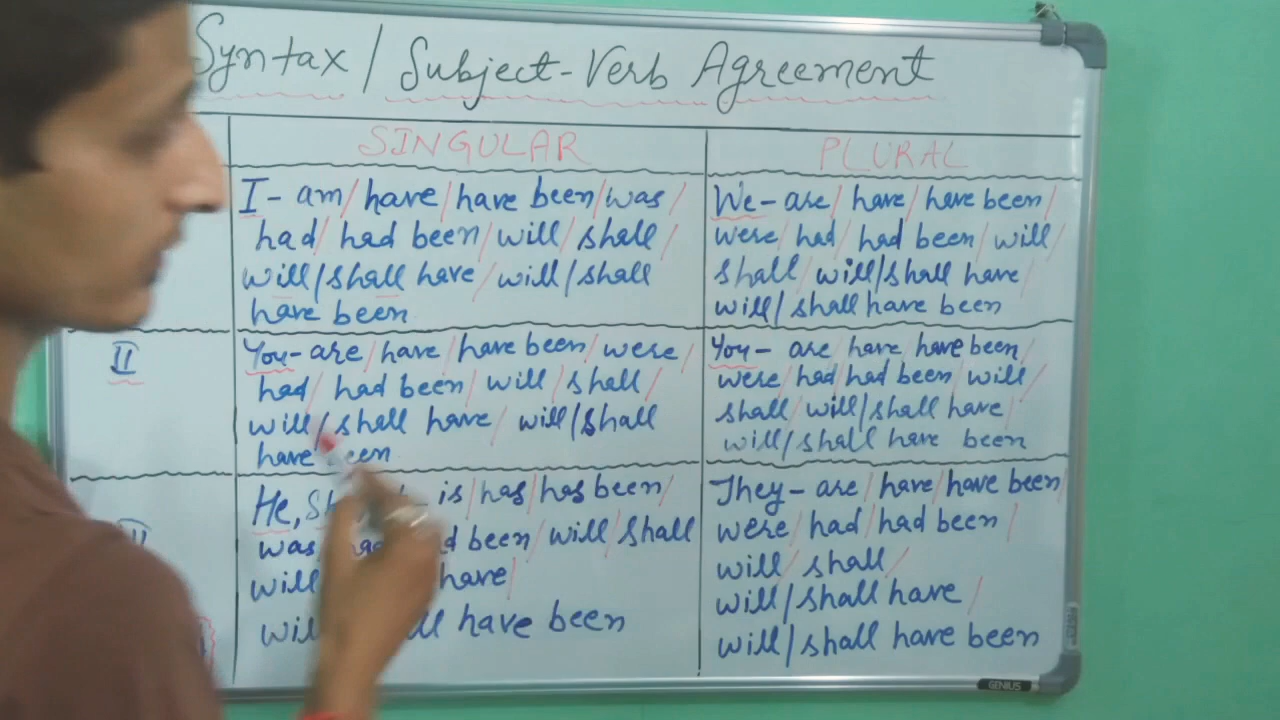 Syntax / Subject-Verb Agreement
SINGULAR
PLURAL
I - am / have / have been / was /
had / had been / will / shall /
will/shall have / will/shall
have been
We - are / have / have been /
were / had / had been / will /
shall / will/shall have /
will/shall have been
II
You - are / have / have been / were /
had / had been / will / shall /
will/shall have / will/shall
have been
You - are / have / have been /
were / had / had been / will /
shall / will/shall have /
will/shall have been
He, - is / has / has been /
was been / will shall
will have /
have been
They - are / have / have been /
were / had / had been /
will / shall /
will/shall have /
will/shall have been
GENIUS